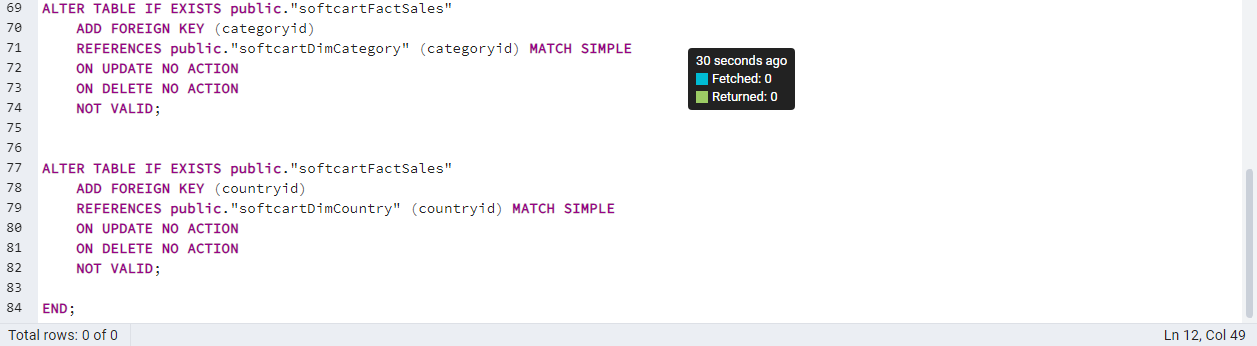 69 ALTER TABLE IF EXISTS public."softcartFactSales"
70     ADD FOREIGN KEY (categoryid)
71     REFERENCES public."softcartDimCategory" (categoryid) MATCH SIMPLE
72     ON UPDATE NO ACTION
73     ON DELETE NO ACTION
74     NOT VALID;
75
76
77 ALTER TABLE IF EXISTS public."softcartFactSales"
78     ADD FOREIGN KEY (countryid)
79     REFERENCES public."softcartDimCountry" (countryid) MATCH SIMPLE
80     ON UPDATE NO ACTION
81     ON DELETE NO ACTION
82     NOT VALID;
83
84 END;
30 seconds ago
Fetched: 0
Returned: 0
Total rows: 0 of 0
Ln 12, Col 49